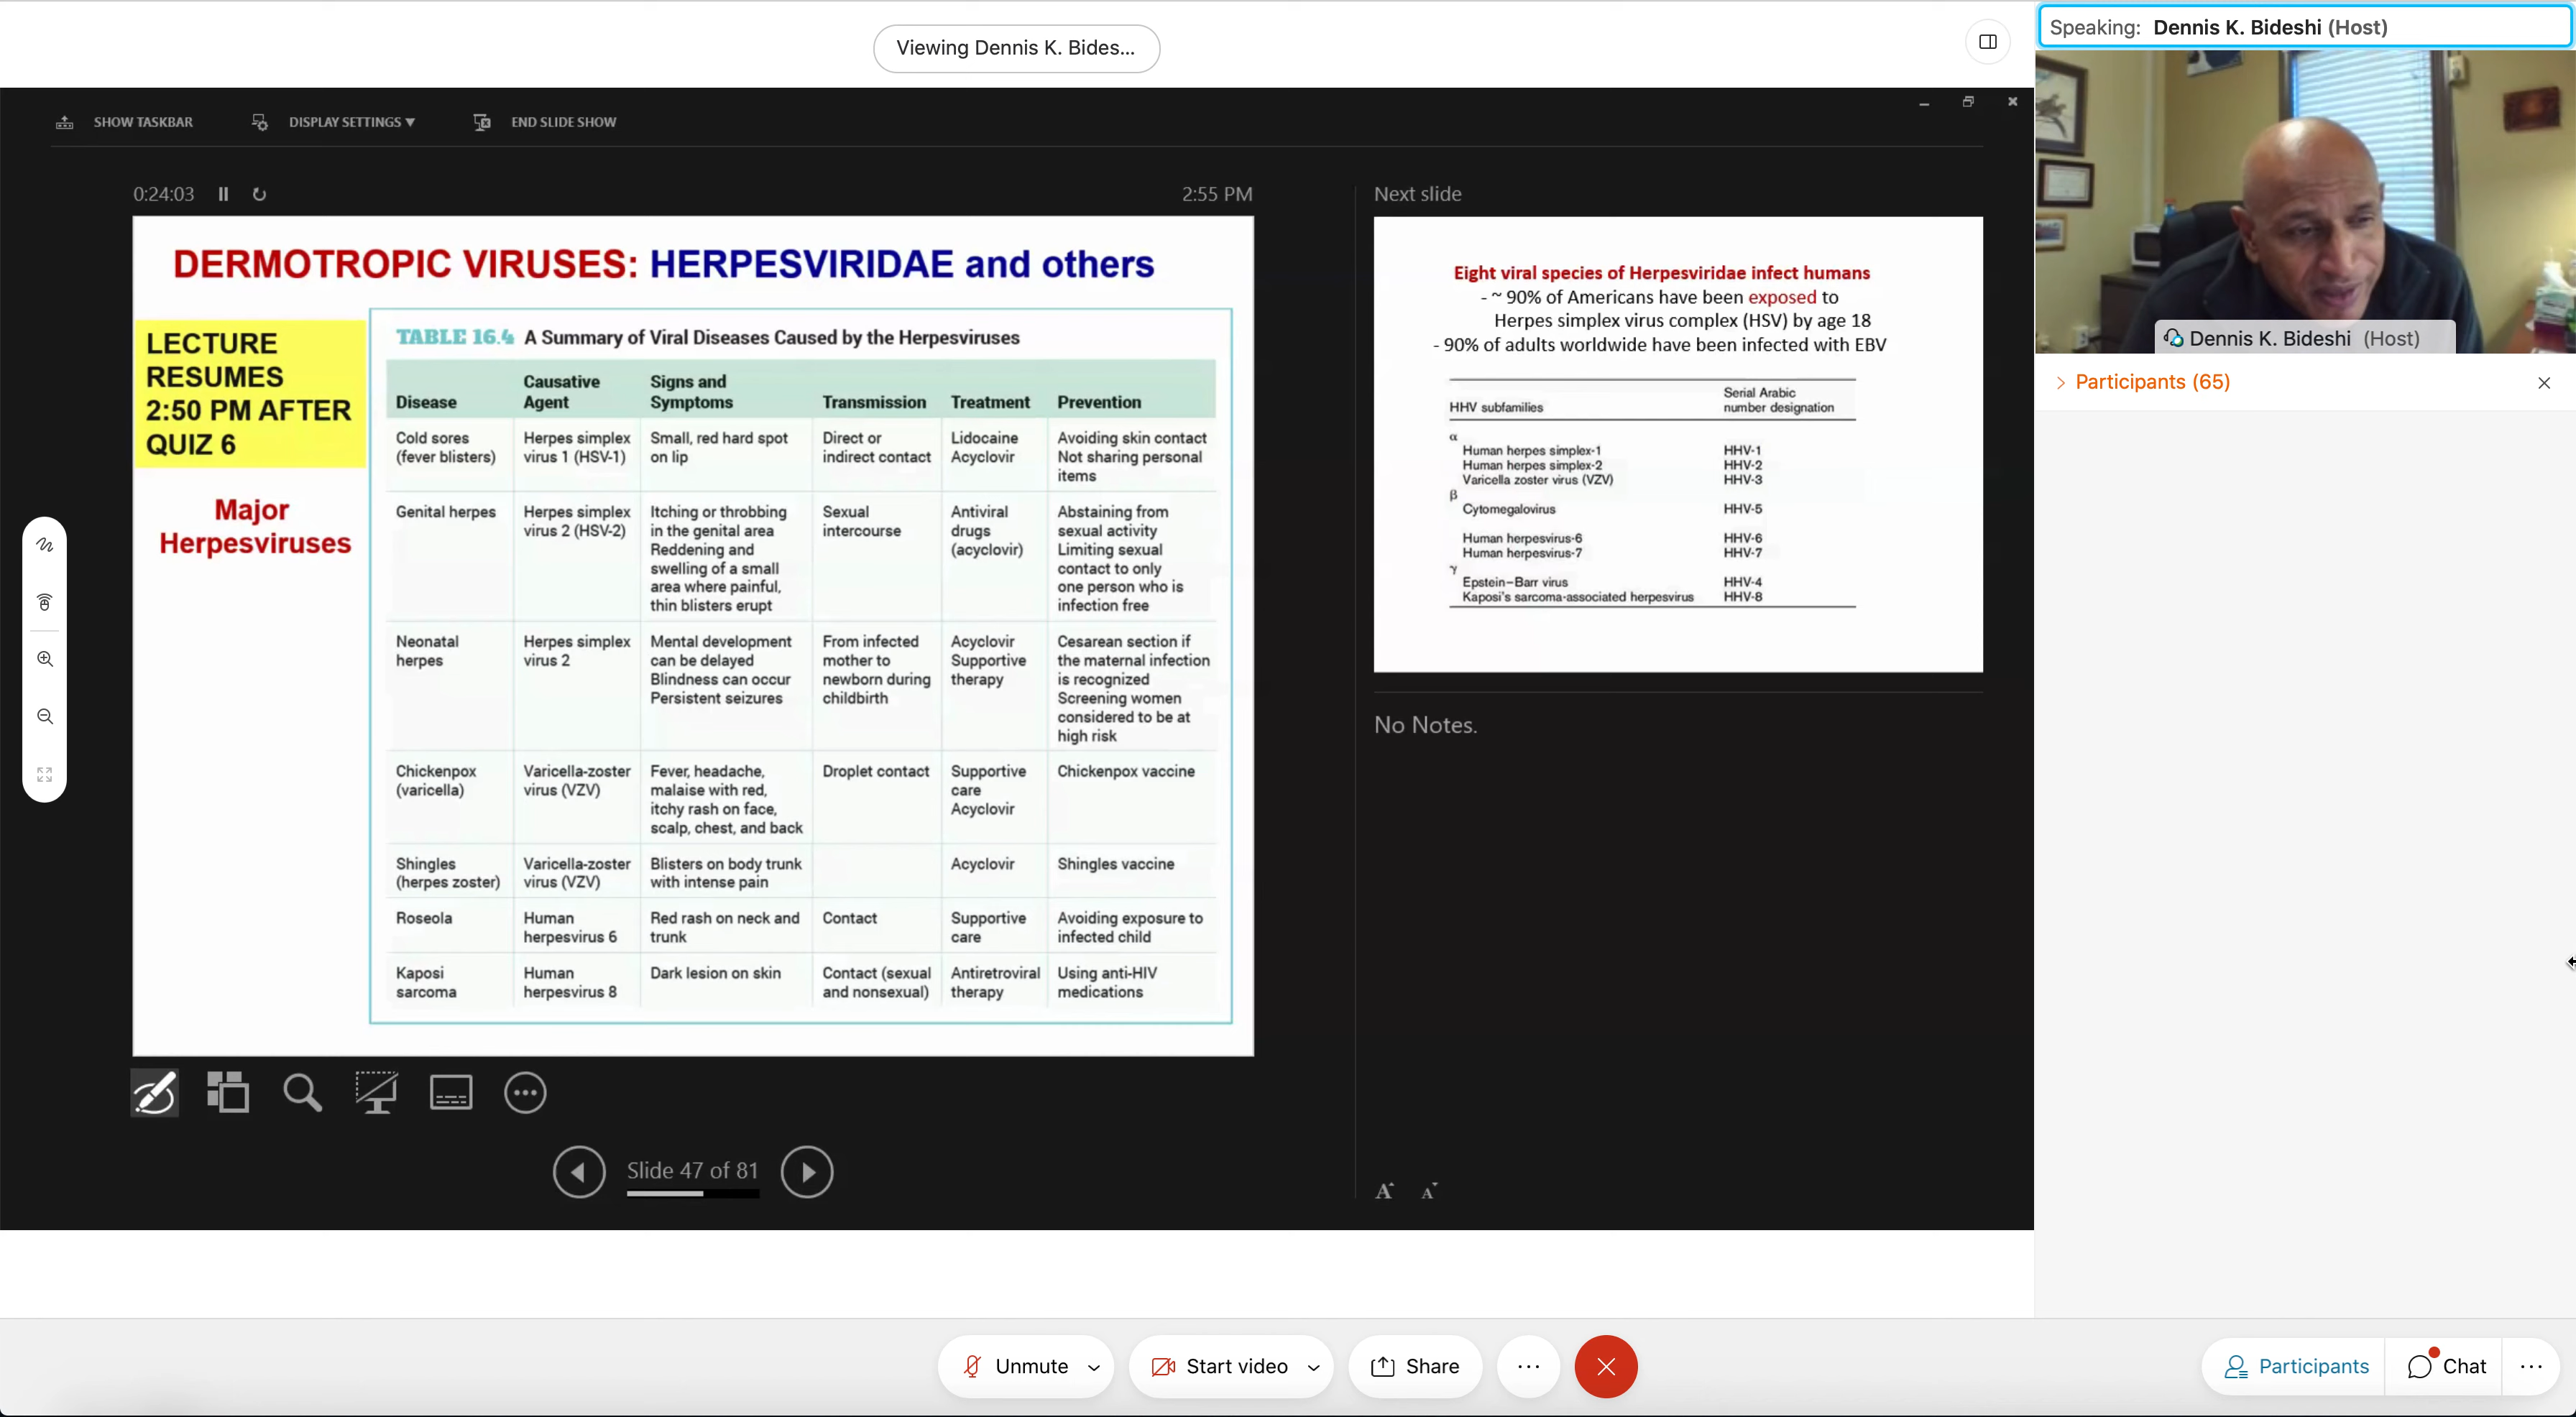 Viewing Dennis K. Bides...
Speaking: Dennis K. Bideshi (Host)
SHOW TASKBAR DISPLAY SETTINGS ▼ END SLIDE SHOW
0:24:03 2:55 PM
DERMOTROPIC VIRUSES: HERPESVIRIDAE and others
LECTURE
RESUMES
2:50 PM AFTER
QUIZ 6
Major
Herpesviruses
TABLE 16.4 A Summary of Viral Diseases Caused by the Herpesviruses
Causative Signs and
Disease Agent Symptoms Transmission Treatment Prevention
Cold sores Herpes simplex Small, red hard spot Direct or Lidocaine Avoiding skin contact
(fever blisters) virus 1 (HSV-1) on lip indirect contact Acyclovir Not sharing personal
items
Genital herpes Herpes simplex Itching or throbbing Sexual Antiviral Abstaining from
virus 2 (HSV-2) in the genital area intercourse drugs sexual activity
Reddening and (acyclovir) Limiting sexual
swelling of a small contact to only
area where painful, one person who is
thin blisters erupt infection free
Neonatal Herpes simplex Mental development From infected Acyclovir Cesarean section if
herpes virus 2 can be delayed mother to Supportive the maternal infection
Blindness can occur newborn during therapy is recognized
Persistent seizures childbirth Screening women
considered to be at
high risk
Chickenpox Varicella-zoster Fever, headache, Droplet contact Supportive Chickenpox vaccine
(varicella) virus (VZV) malaise with red, care
itchy rash on face, Acyclovir
scalp, chest, and back
Shingles Varicella-zoster Blisters on body trunk Acyclovir Shingles vaccine
(herpes zoster) virus (VZV) with intense pain
Roseola Human Red rash on neck and Contact Supportive Avoiding exposure to
herpesvirus 6 trunk care infected child
Kaposi Human Dark lesion on skin Contact (sexual Antiretroviral Using anti-HIV
sarcoma herpesvirus 8 and nonsexual) therapy medications
Slide 47 of 81
Next slide
Eight viral species of Herpesviridae infect humans
- ~ 90% of Americans have been exposed to
Herpes simplex virus complex (HSV) by age 18
- 90% of adults worldwide have been infected with EBV
Serial Arabic
HHV subfamilies number designation
α
Human herpes simplex-1 HHV-1
Human herpes simplex-2 HHV-2
Varicella zoster virus (VZV) HHV-3
β
Cytomegalovirus HHV-5
Human herpesvirus-6 HHV-6
Human herpesvirus-7 HHV-7
γ
Epstein–Barr virus HHV-4
Kaposi's sarcoma-associated herpesvirus HHV-8
No Notes.
A A
Dennis K. Bideshi (Host)
Participants (65)
Unmute Start video Share
Participants Chat